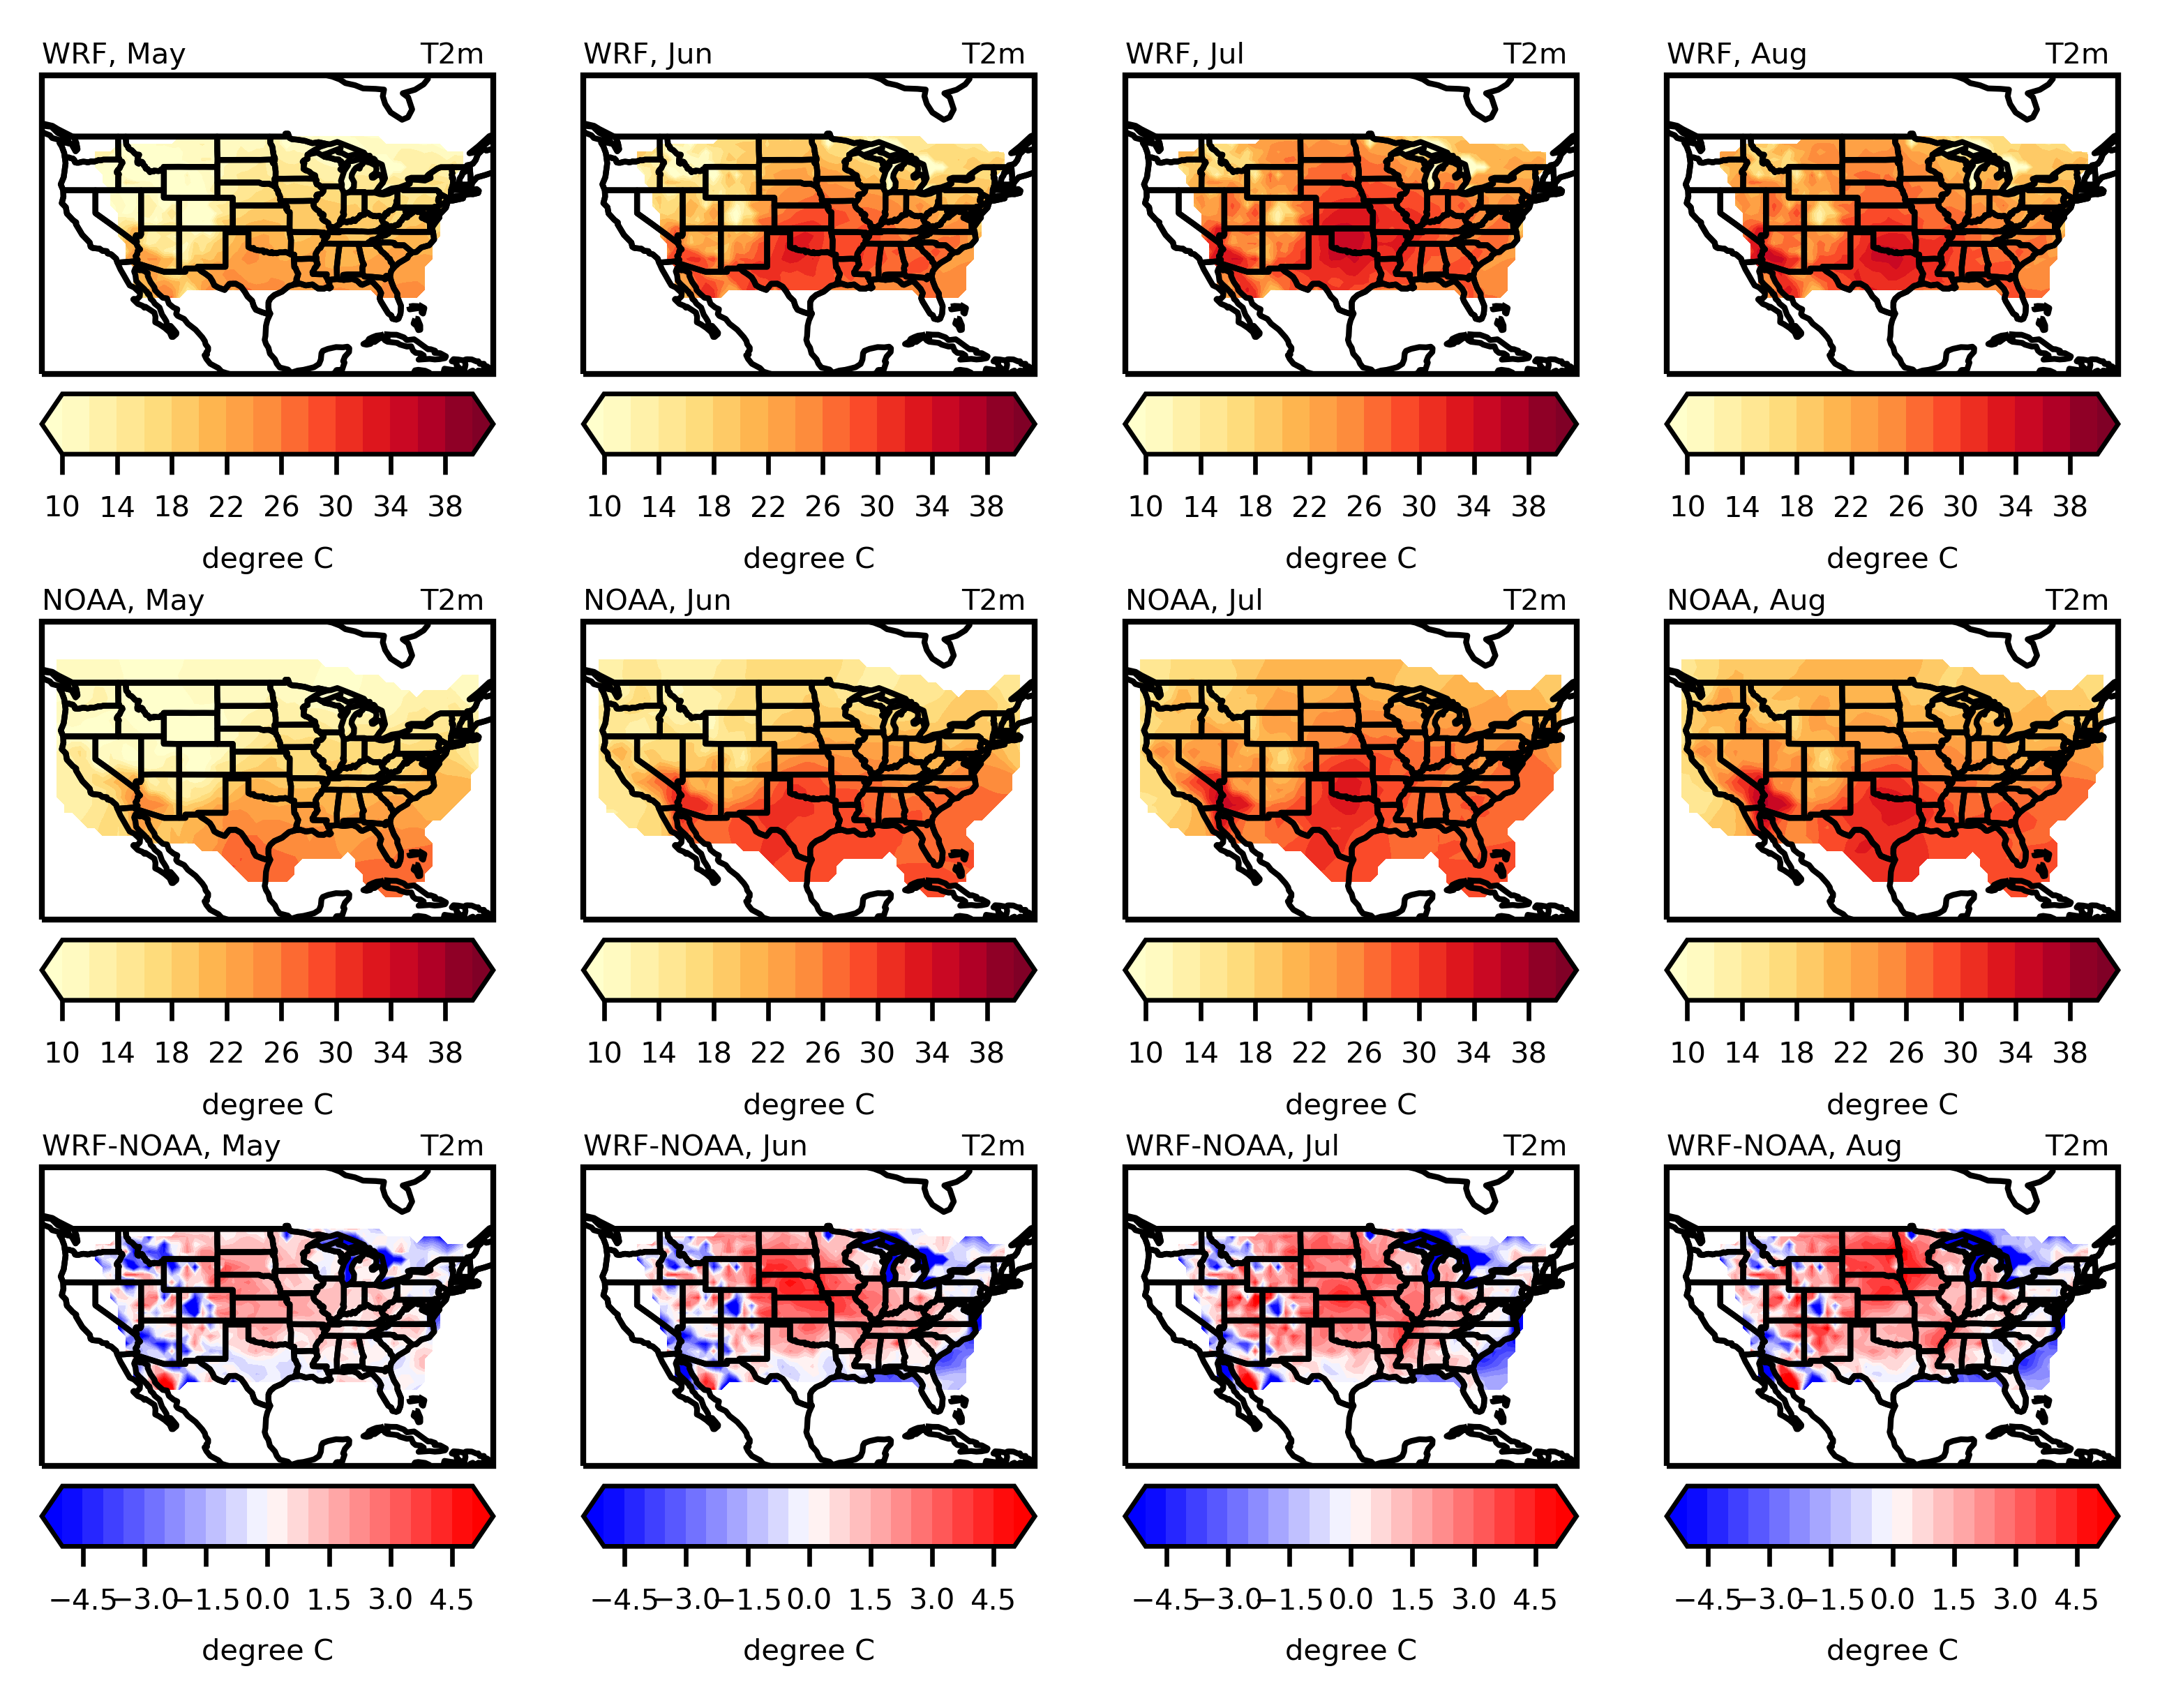 WRF, May T2m
WRF, Jun T2m
WRF, Jul T2m
WRF, Aug T2m
10 14 18 22 26 30 34 38
10 14 18 22 26 30 34 38
10 14 18 22 26 30 34 38
10 14 18 22 26 30 34 38
degree C
degree C
degree C
degree C
NOAA, May T2m
NOAA, Jun T2m
NOAA, Jul T2m
NOAA, Aug T2m
10 14 18 22 26 30 34 38
10 14 18 22 26 30 34 38
10 14 18 22 26 30 34 38
10 14 18 22 26 30 34 38
degree C
degree C
degree C
degree C
WRF-NOAA, May T2m
WRF-NOAA, Jun T2m
WRF-NOAA, Jul T2m
WRF-NOAA, Aug T2m
−4.5 −3.0 −1.5 0.0 1.5 3.0 4.5
−4.5 −3.0 −1.5 0.0 1.5 3.0 4.5
−4.5 −3.0 −1.5 0.0 1.5 3.0 4.5
−4.5 −3.0 −1.5 0.0 1.5 3.0 4.5
degree C
degree C
degree C
degree C